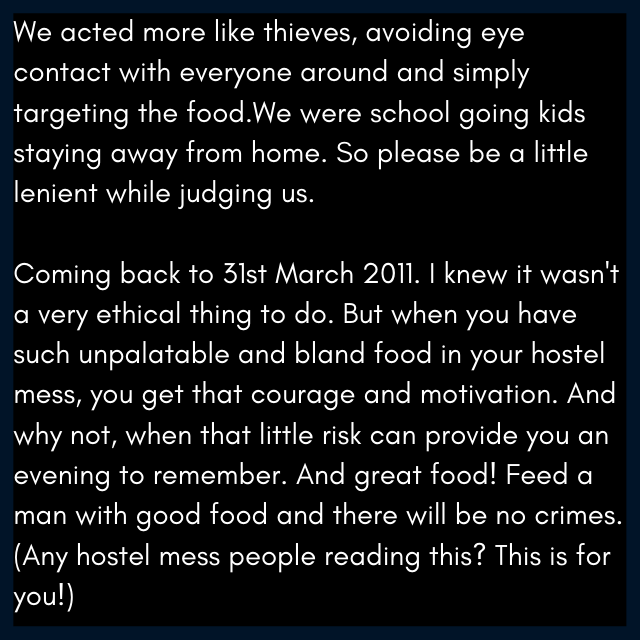 We acted more like thieves, avoiding eye
contact with everyone around and simply
targeting the food.We were school going kids
staying away from home. So please be a little
lenient while judging us.
Coming back to 31st March 2011. I knew it wasn't
a very ethical thing to do. But when you have
such unpalatable and bland food in your hostel
mess, you get that courage and motivation. And
why not, when that little risk can provide you an
evening to remember. And great food! Feed a
man with good food and there will be no crimes.
(Any hostel mess people reading this? This is for
you!)